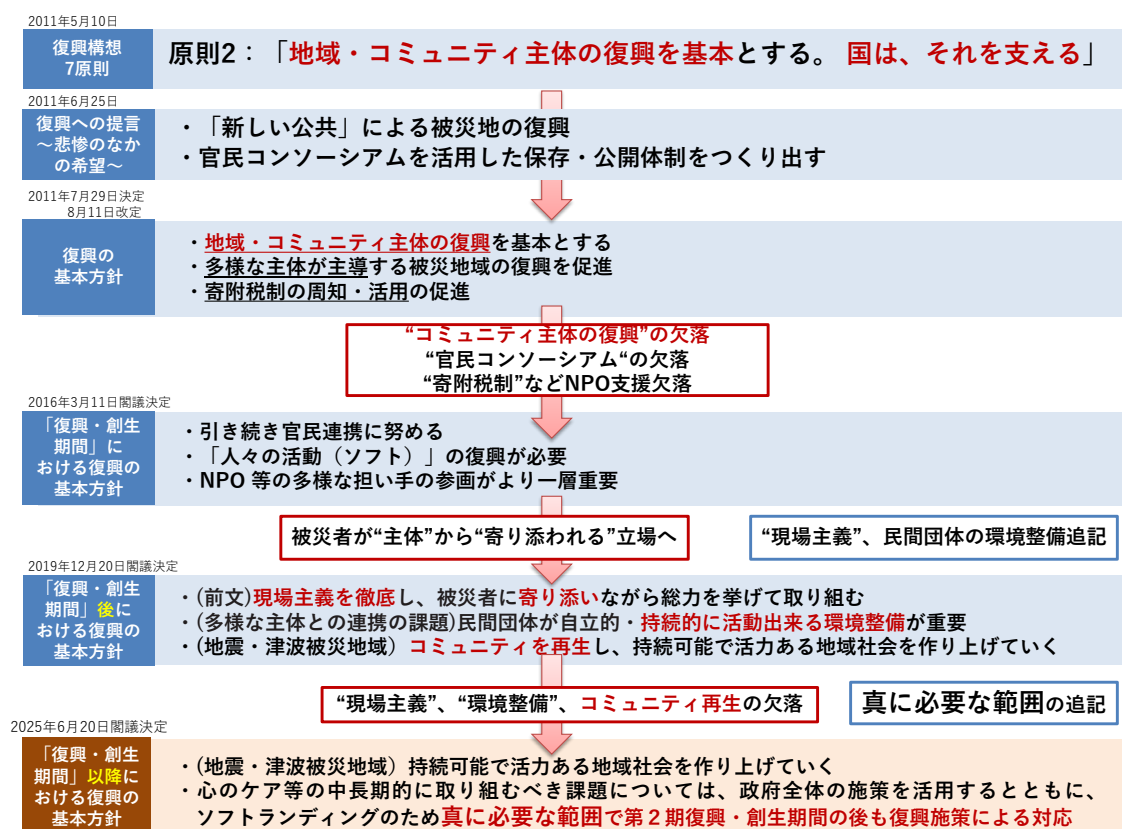 2011年5月10日
復興構想
7原則
原則2：「地域・コミュニティ主体の復興を基本とする。 国は、それを支える」
2011年6月25日
復興への提言
～悲惨のなか
の希望～
・「新しい公共」による被災地の復興
・官民コンソーシアムを活用した保存・公開体制をつくり出す
2011年7月29日決定
8月11日改定
復興の
基本方針
・地域・コミュニティ主体の復興を基本とする
・多様な主体が主導する被災地域の復興を促進
・寄附税制の周知・活用の促進
“コミュニティ主体の復興”の欠落
“官民コンソーシアム“の欠落
“寄附税制”などNPO支援欠落
2016年3月11日閣議決定
「復興・創生
期間」に
おける復興の
基本方針
・引き続き官民連携に努める
・「人々の活動（ソフト）」の復興が必要
・NPO 等の多様な担い手の参画がより一層重要
被災者が“主体”から“寄り添われる”立場へ
“現場主義”、民間団体の環境整備追記
2019年12月20日閣議決定
「復興・創生
期間」後に
おける復興の
基本方針
・(前文)現場主義を徹底し、被災者に寄り添いながら総力を挙げて取り組む
・(多様な主体との連携の課題)民間団体が自立的・持続的に活動出来る環境整備が重要
・(地震・津波被災地域）コミュニティを再生し、持続可能で活力ある地域社会を作り上げていく
“現場主義”、“環境整備”、コミュニティ再生の欠落
真に必要な範囲の追記
2025年6月20日閣議決定
「復興・創生
期間」以降に
おける復興の
基本方針
・(地震・津波被災地域）持続可能で活力ある地域社会を作り上げていく
・心のケア等の中長期的に取り組むべき課題については、政府全体の施策を活用するとともに、
ソフトランディングのため真に必要な範囲で第２期復興・創生期間の後も復興施策による対応